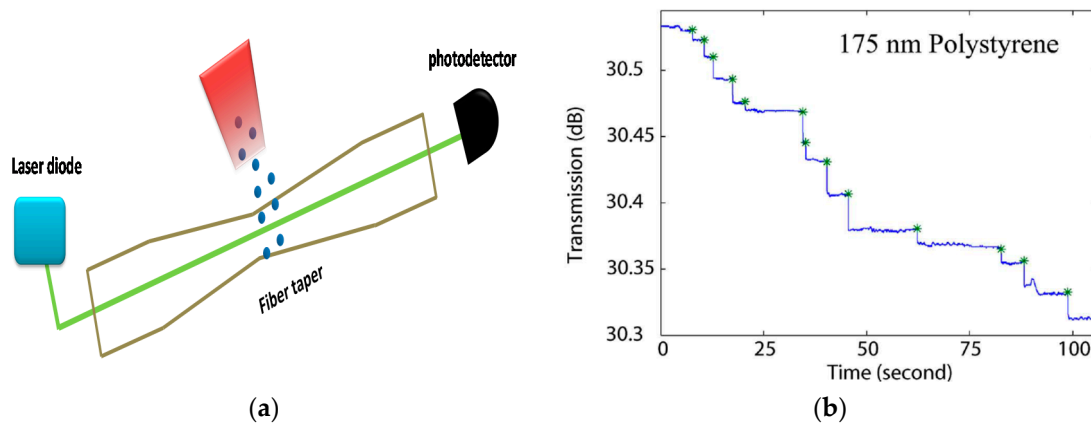 photodetector
Laser diode
Fiber taper
(a)
175 nm Polystyrene
Transmission (dB)
30.5
30.45
30.4
30.35
30.3
0 25 50 75 100
Time (second)
(b)